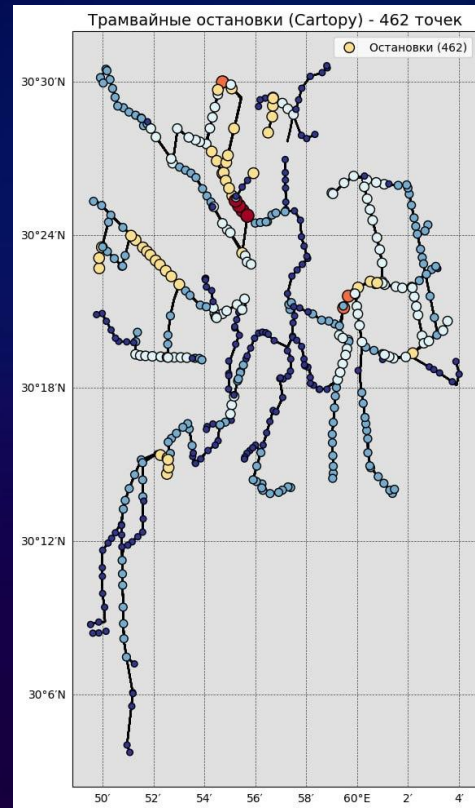 Трамвайные остановки (Cartopy) - 462 точек
Остановки (462)
30°30′N
30°24′N
30°18′N
30°12′N
30°6′N
50′ 52′ 54′ 56′ 58′ 60°E 2′ 4′